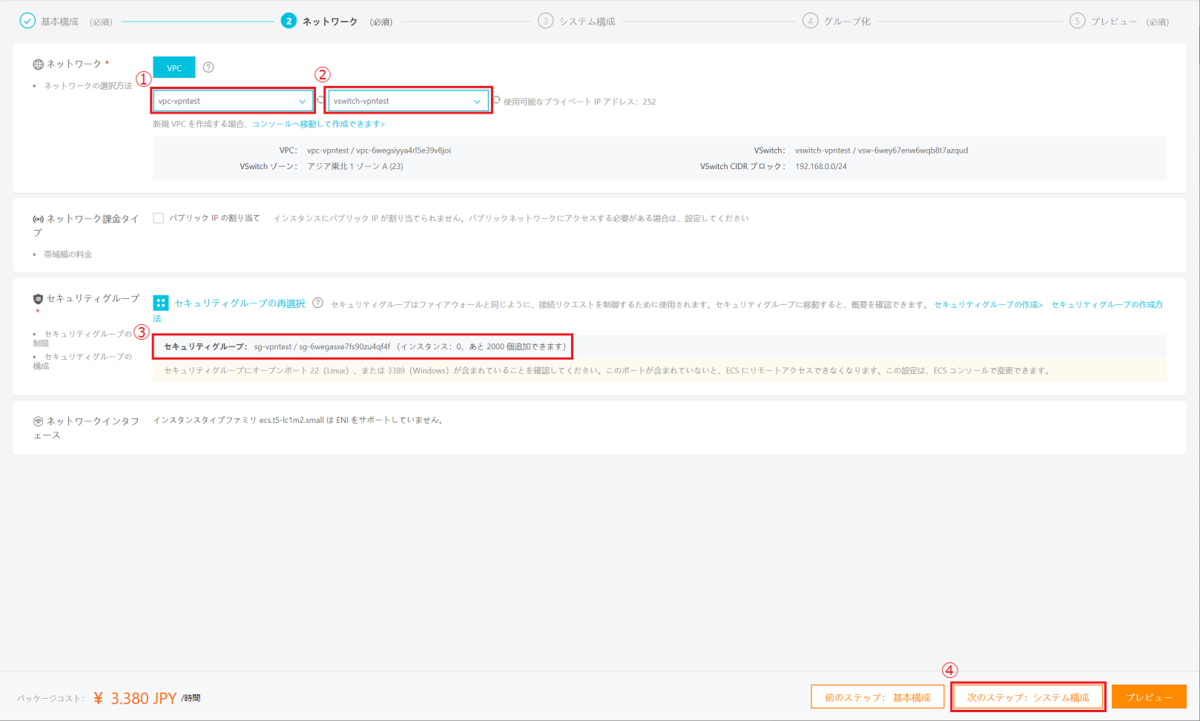 基本構成 （必須）
2 ネットワーク （必須）
3 システム構成
4 グループ化
5 プレビュー （必須）
ネットワーク *
VPC ?
• ネットワークの選択方法
① ②
vpc-vpntest vswitch-vpntest 使用可能なプライベート IP アドレス：252
新規 VPC を作成する場合、コンソールへ移動して作成できます>
VPC： vpc-vpntest / vpc-6wegsiyya4rl5e39v8joi VSwitch： vswitch-vpntest / vsw-6wey67enw6wqb8t7azqud
VSwitch ゾーン： アジア東北 1 ゾーン A (23) VSwitch CIDR ブロック： 192.168.0.0/24
ネットワーク課金タイ
プ
パブリック IP の割り当て インスタンスにパブリック IP が割り当てられません。パブリックネットワークにアクセスする必要がある場合は、設定してください
• 帯域幅の料金
セキュリティグループ
*
セキュリティグループの再選択 ? セキュリティグループはファイアウォールと同じように、接続リクエストを制御するために使用されます。セキュリティグループに移動すると、概要を確認できます。 セキュリティグループの作成> セキュリティグループの作成方
法
• セキュリティグループの
制限
• セキュリティグループの
構成
③
セキュリティグループ： sg-vpntest / sg-6wegasxe7fs90zu4qf4f （インスタンス：0、あと 2000 個追加できます）
セキュリティグループにオープンポート 22（Linux）、または 3389（Windows）が含まれていることを確認してください。このポートが含まれていないと、ECS にリモートアクセスできなくなります。この設定は、ECS コンソールで変更できます。
ネットワークインタフ
ェース
インスタンスタイプファミリ ecs.t5-lc1m2.small は ENI をサポートしていません。
④
パッケージコスト： ¥ 3.380 JPY /時間
前のステップ： 基本構成
次のステップ：システム構成
プレビュー